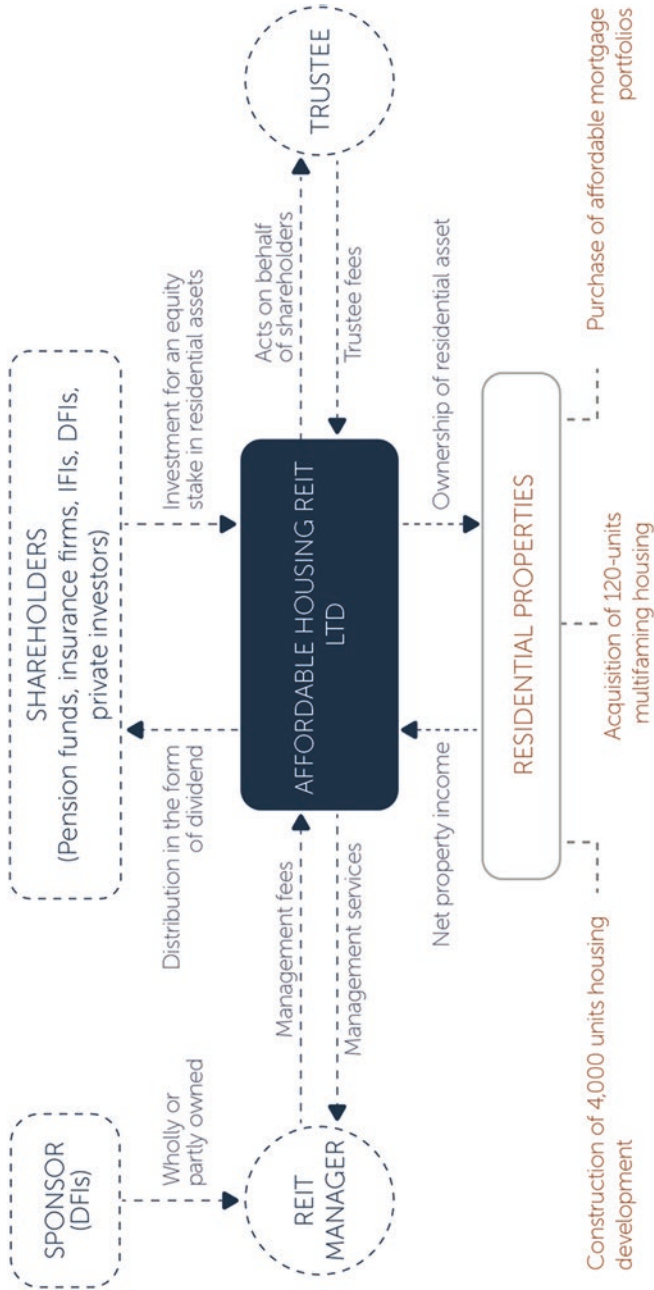 SPONSOR
(DFIs)
SHAREHOLDERS
(Pension funds, insurance firms, IFIs, DFIs,
private investors)
Wholly or
partly owned
Distribution in the form
of dividend
Investment for an equity
stake in residential assets
REIT
MANAGER
Management fees
Management services
AFFORDABLE HOUSING REIT
LTD
Acts on behalf
of shareholders
Trustee fees
TRUSTEE
Net property income
Ownership of residential asset
RESIDENTIAL PROPERTIES
Construction of 4,000 units housing
development
Acquisition of 120-units
multifaming housing
Purchase of affordable mortgage
portfolios